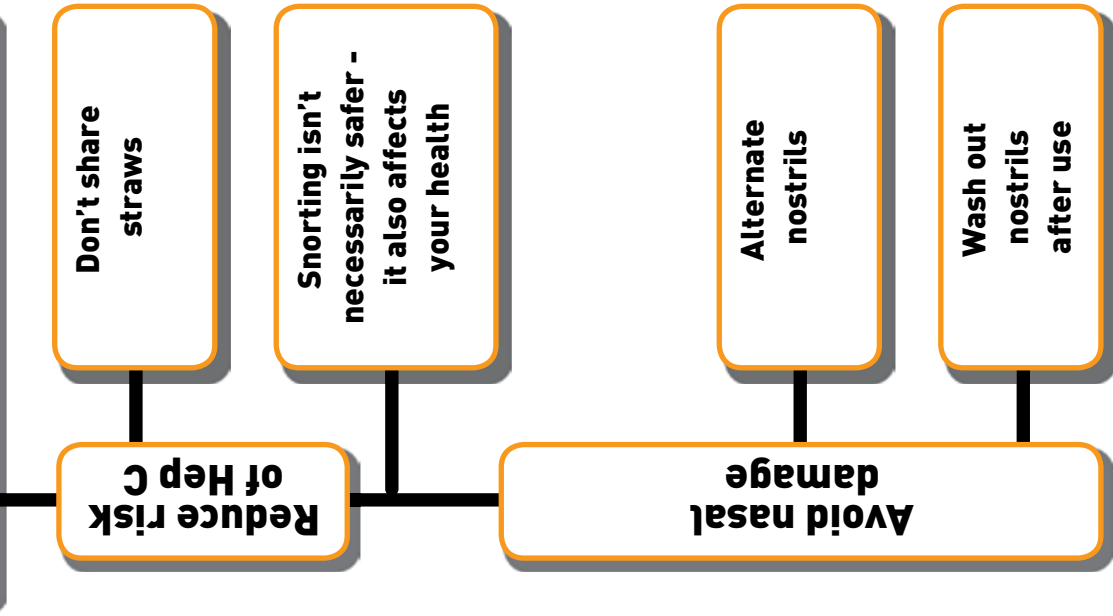 Don't share
straws
Snorting isn't
necessarily safer -
it also affects
your health
Alternate
nostrils
Wash out
nostrils
after use
Reduce risk
of Hep C
Avoid nasal
damage